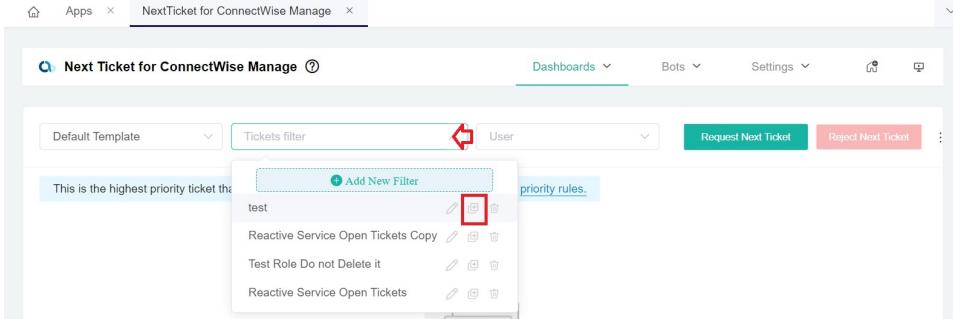 Apps × NextTicket for ConnectWise Manage ×
Next Ticket for ConnectWise Manage ? Dashboards Bots Settings
Default Template Tickets filter User Request Next Ticket Reject Next Ticket
This is the highest priority ticket tha priority rules.
Add New Filter
test
Reactive Service Open Tickets Copy
Test Role Do not Delete it
Reactive Service Open Tickets